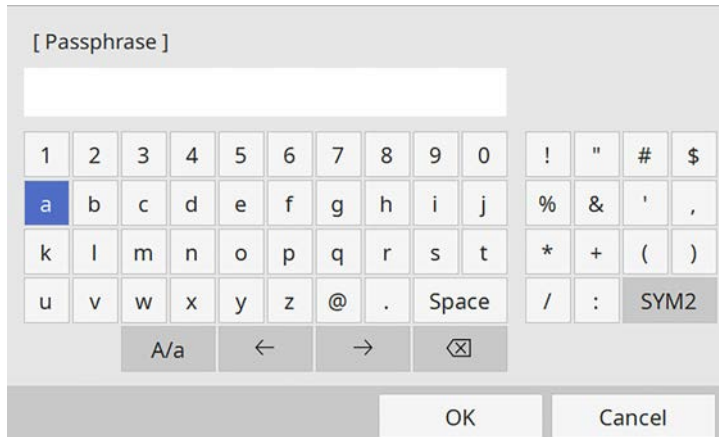 [ Passphrase ]
1 2 3 4 5 6 7 8 9 0 ! " # $
a b c d e f g h i j % & ' ,
k l m n o p q r s t * + ( )
u v w x y z @ . Space / : SYM2
A/a ← → ⌫
OK Cancel